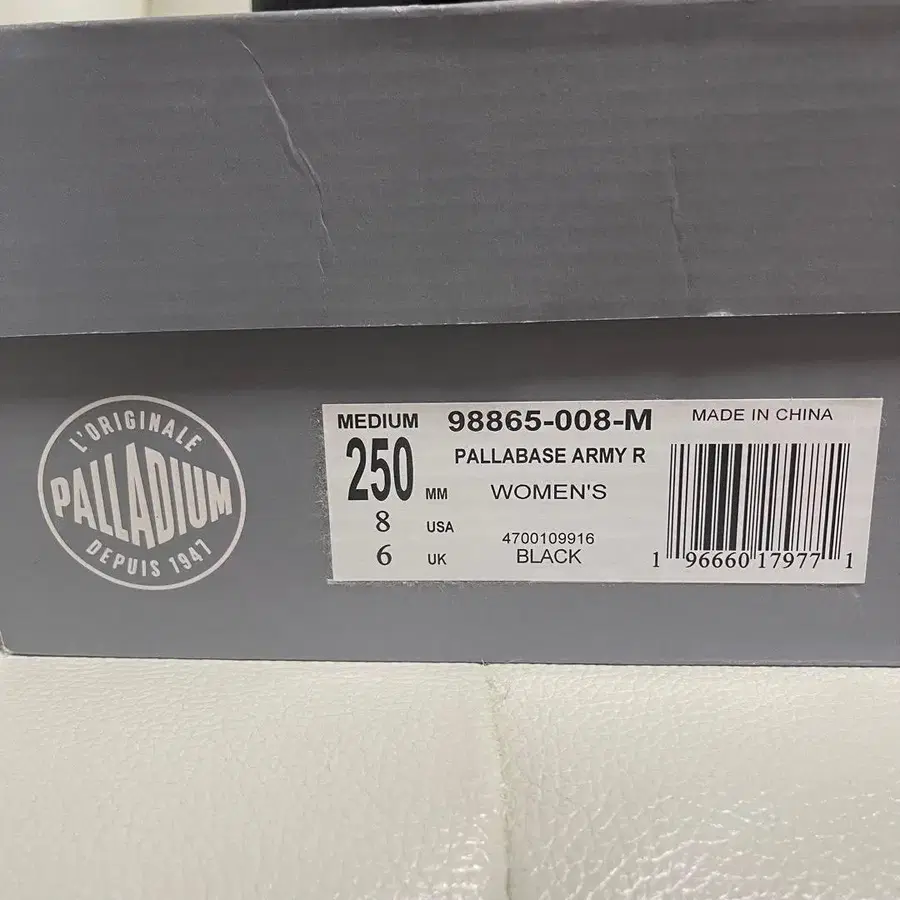 L'ORIGINALE
PALLADIUM
DEPUIS 1947
MEDIUM 98865-008-M MADE IN CHINA
250 MM PALLABASE ARMY R
WOMEN'S
8 USA
4700109916
6 UK BLACK
1 96660 17977 1